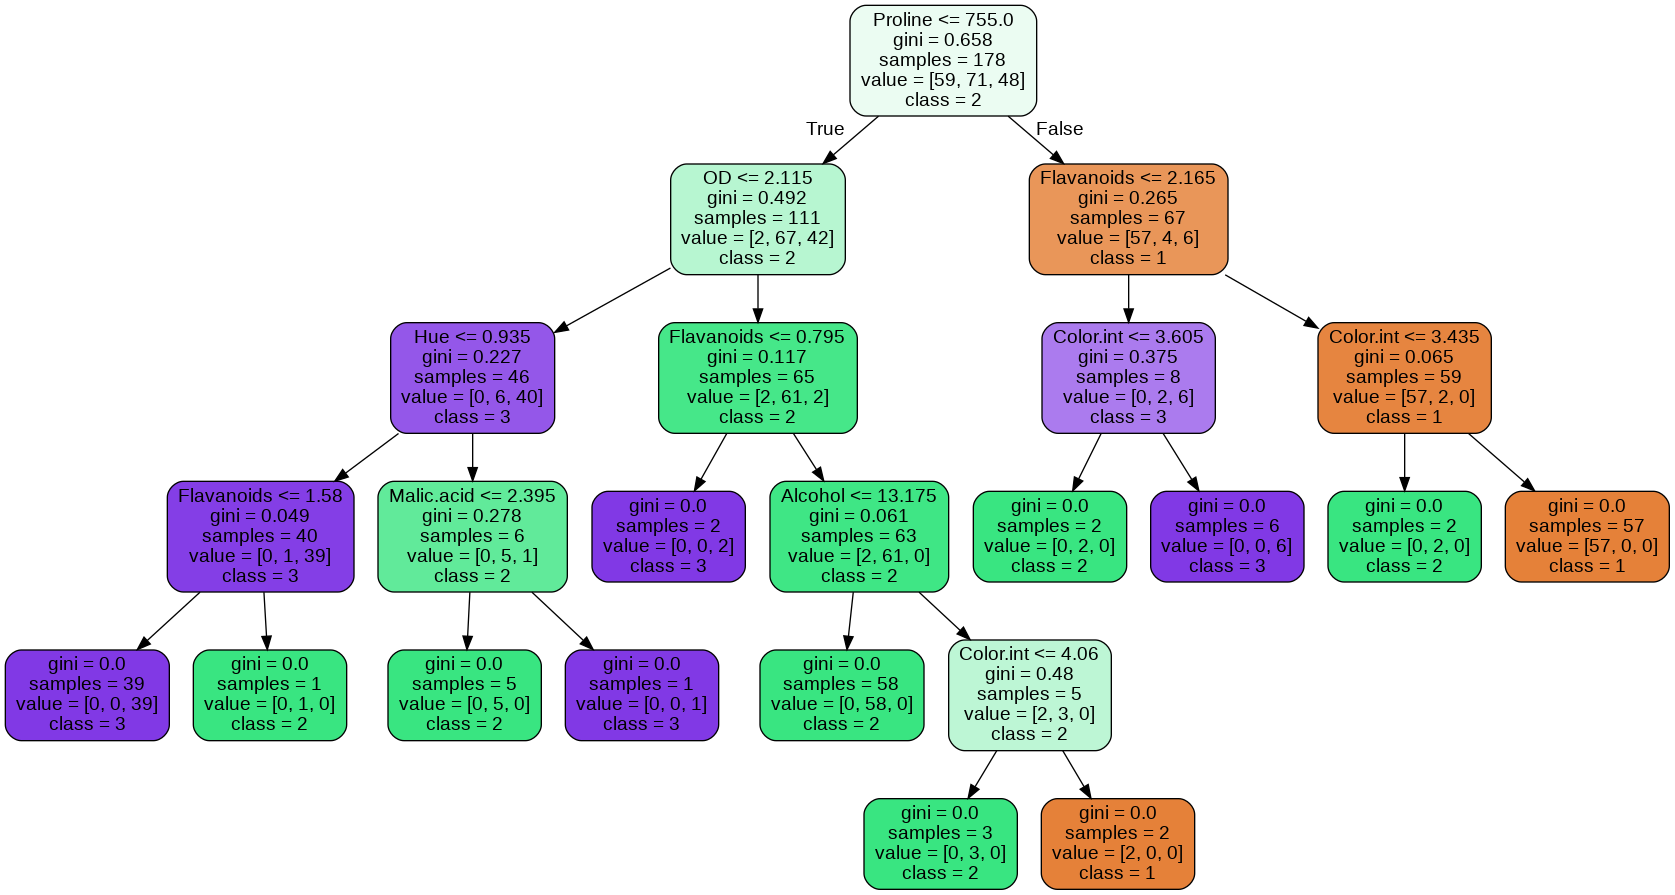 Proline <= 755.0
gini = 0.658
samples = 178
value = [59, 71, 48]
class = 2
True
False
OD <= 2.115
gini = 0.492
samples = 111
value = [2, 67, 42]
class = 2
Flavanoids <= 2.165
gini = 0.265
samples = 67
value = [57, 4, 6]
class = 1
Hue <= 0.935
gini = 0.227
samples = 46
value = [0, 6, 40]
class = 3
Flavanoids <= 0.795
gini = 0.117
samples = 65
value = [2, 61, 2]
class = 2
Color.int <= 3.605
gini = 0.375
samples = 8
value = [0, 2, 6]
class = 3
Color.int <= 3.435
gini = 0.065
samples = 59
value = [57, 2, 0]
class = 1
Flavanoids <= 1.58
gini = 0.049
samples = 40
value = [0, 1, 39]
class = 3
Malic.acid <= 2.395
gini = 0.278
samples = 6
value = [0, 5, 1]
class = 2
gini = 0.0
samples = 2
value = [0, 0, 2]
class = 3
Alcohol <= 13.175
gini = 0.061
samples = 63
value = [2, 61, 0]
class = 2
gini = 0.0
samples = 2
value = [0, 2, 0]
class = 2
gini = 0.0
samples = 6
value = [0, 0, 6]
class = 3
gini = 0.0
samples = 2
value = [0, 2, 0]
class = 2
gini = 0.0
samples = 57
value = [57, 0, 0]
class = 1
gini = 0.0
samples = 39
value = [0, 0, 39]
class = 3
gini = 0.0
samples = 1
value = [0, 1, 0]
class = 2
gini = 0.0
samples = 5
value = [0, 5, 0]
class = 2
gini = 0.0
samples = 1
value = [0, 0, 1]
class = 3
gini = 0.0
samples = 58
value = [0, 58, 0]
class = 2
Color.int <= 4.06
gini = 0.48
samples = 5
value = [2, 3, 0]
class = 2
gini = 0.0
samples = 3
value = [0, 3, 0]
class = 2
gini = 0.0
samples = 2
value = [2, 0, 0]
class = 1